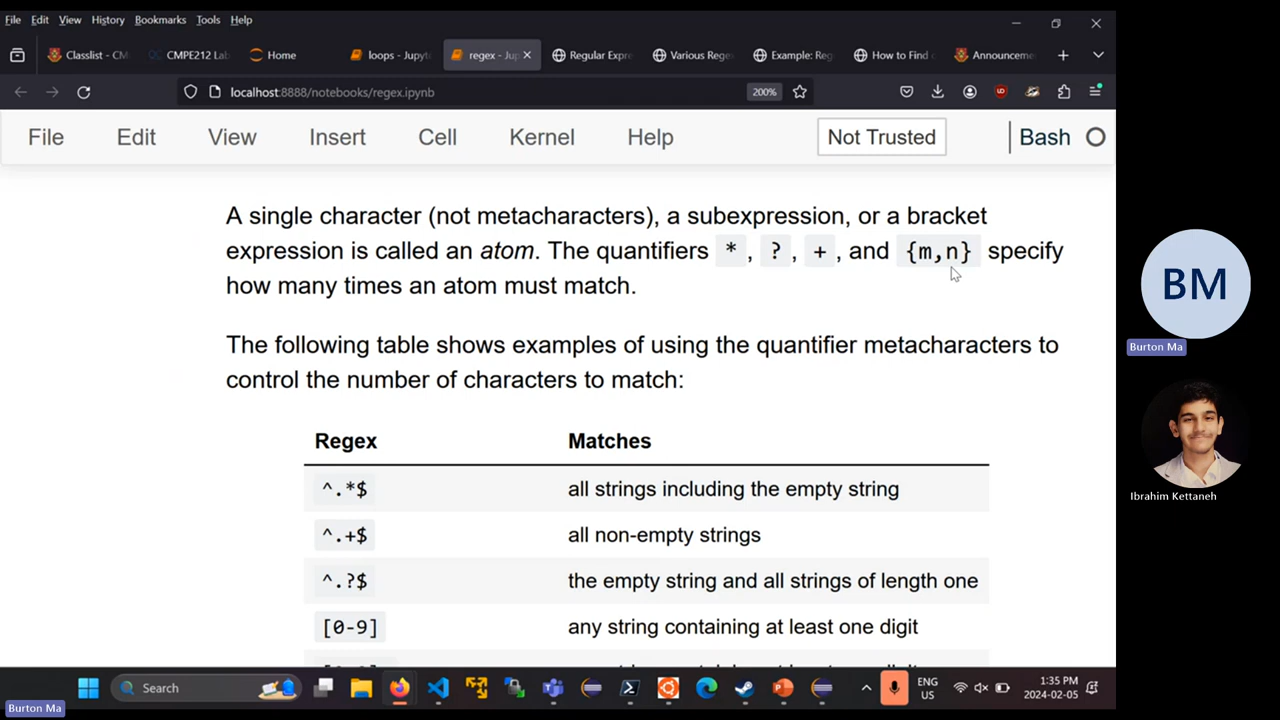 File Edit View History Bookmarks Tools Help
Classlist - CM CMPE212 Lab Home loops - Jupyt regex - Jup Regular Expre Various Rege Example: Reg How to Find Announceme
localhost:8888/notebooks/regex.ipynb 200%
File Edit View Insert Cell Kernel Help Not Trusted Bash
A single character (not metacharacters), a subexpression, or a bracket
expression is called an atom. The quantifiers * , ? , + , and {m,n} specify
how many times an atom must match.
The following table shows examples of using the quantifier metacharacters to
control the number of characters to match:
Regex Matches
^.*$ all strings including the empty string
^.+$ all non-empty strings
^.?$ the empty string and all strings of length one
[0-9] any string containing at least one digit
BM
Burton Ma
Ibrahim Kettaneh
Search
ENG
US
1:35 PM
2024-02-05
Burton Ma